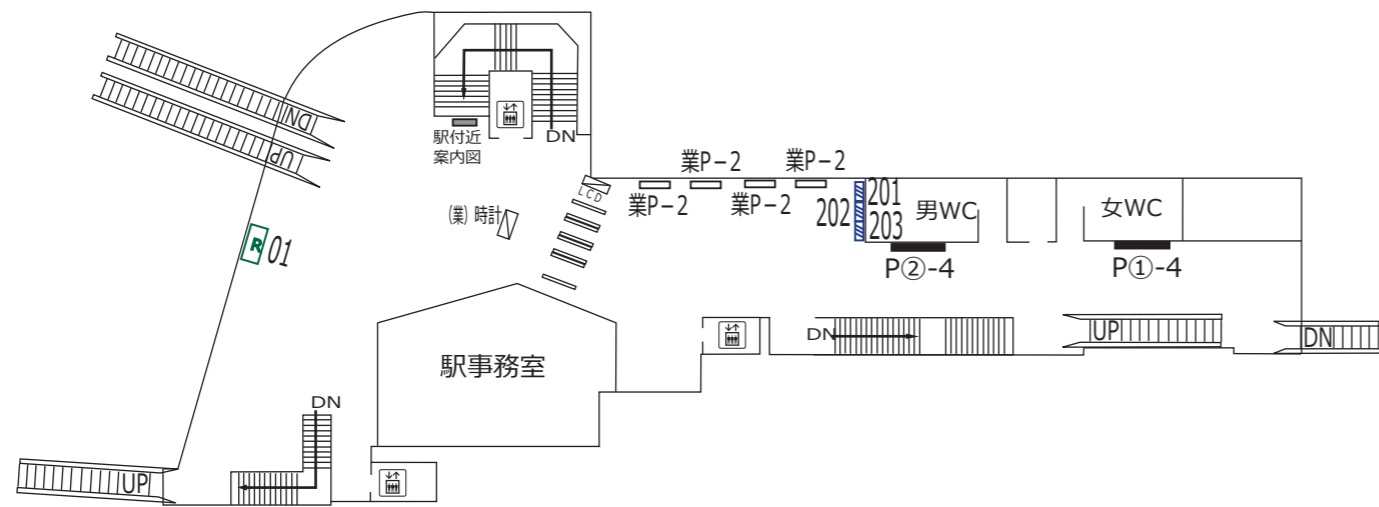 DN
UP
駅付近
案内図
DN
LCD
(業) 時計
R 01
業P−2
業P−2
業P−2
業P−2
201
202
203
男WC
女WC
P②-4
P①-4
駅事務室
DN
UP
DN
DN
UP